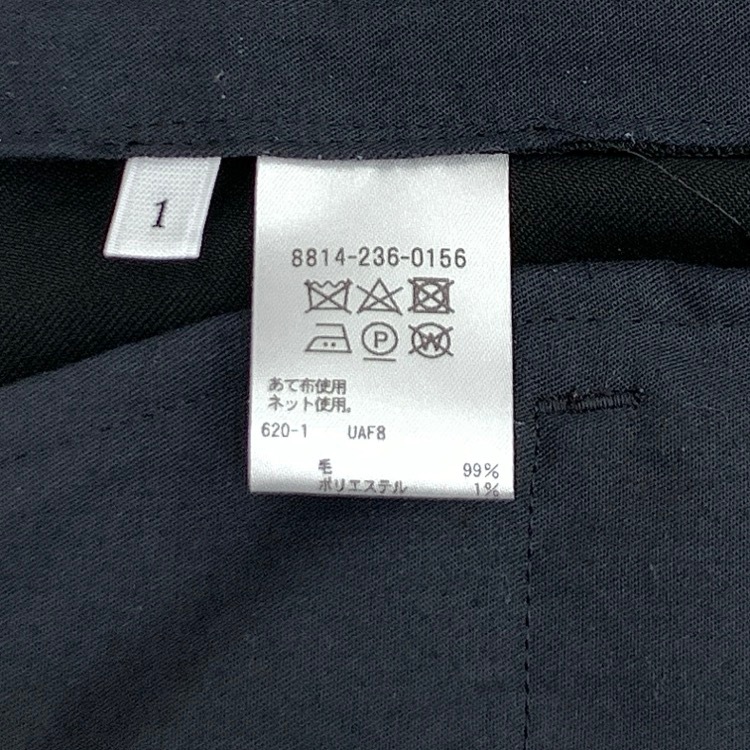 1
8814-236-0156
P W
あて布使用
ネット使用。
620-1 UAF8
毛 99%
ポリエステル 1%